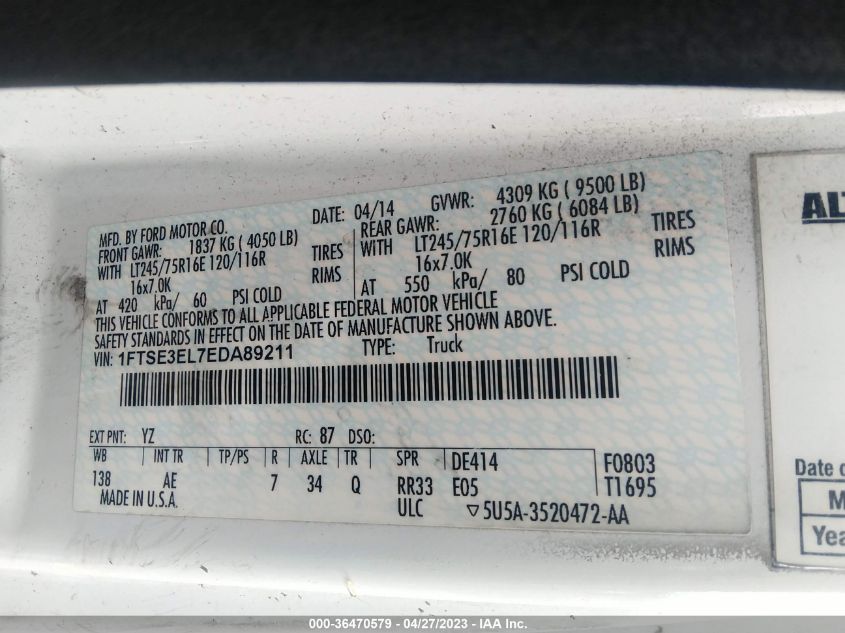 MFD. BY FORD MOTOR CO. DATE: 04/14 GVWR: 4309 KG ( 9500 LB)
FRONT GAWR: 1837 KG ( 4050 LB) REAR GAWR: 2760 KG ( 6084 LB)
WITH LT245/75R16E 120/116R TIRES WITH LT245/75R16E 120/116R TIRES
16x7.0K RIMS 16x7.0K RIMS
AT 420 kPa/ 60 PSI COLD AT 550 kPa/ 80 PSI COLD
THIS VEHICLE CONFORMS TO ALL APPLICABLE FEDERAL MOTOR VEHICLE
SAFETY STANDARDS IN EFFECT ON THE DATE OF MANUFACTURE SHOWN ABOVE.
VIN: 1FTSE3EL7EDA89211 TYPE: Truck
EXT PNT: YZ RC: 87 DSO:
WB INT TR TP/PS R AXLE TR SPR DE414 F0803
138 AE 7 34 Q RR33 E05 T1695
MADE IN U.S.A. ULC ▽5U5A-3520472-AA
Date o
M
Yea
000-36470579 - 04/27/2023 - IAA Inc.